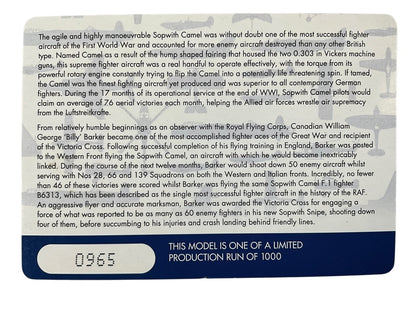 The agile and highly manoeuvrable Sopwith Camel was without doubt one of the most successful fighter
aircraft of the First World War and accounted for more enemy aircraft destroyed than any other British
type. Named Camel as a result of the hump shaped fairing that housed the two 0.303 in Vickers machine
guns, this supreme fighter aircraft was a real handful to operate effectively, with the torque from its
powerful rotary engine constantly trying to flip the Camel into a potentially life threatening spin. If tamed,
the Camel was the finest fighting aircraft yet produced and was superior to all contemporary German
fighters. During the 17 months of its operational service at the end of WWI, Sopwith Camel pilots would
claim an average of 76 aerial victories each month, helping the Allied air forces wrestle air supremacy
from the Luftstreitkrafte.
From relatively humble beginnings as an observer with the Royal Flying Corps, Canadian William
George 'Billy' Barker became one of the most accomplished fighter aces of the Great War and recipient
of the Victoria Cross. Following successful completion of his flying training in England, Barker was posted
to the Western Front flying the Sopwith Camel, an aircraft with which he would become inextricably
linked. During the course of the next twelve months, Barker would shoot down 50 enemy aircraft whilst
serving with Nos 28, 66 and 139 Squadrons on both the Western and Italian fronts. Incredibly, no fewer
than 46 of these victories were scored whilst Barker was flying the same Sopwith Camel F.1 fighter
B6313, which has been described as the single most successful fighter aircraft in the history of the RAF.
An aggressive flyer and accurate marksman, Barker was awarded the Victoria Cross for engaging a
force of what was reported to be as many as 60 enemy fighters in his new Sopwith Snipe, shooting down
four of them, before succumbing to his injuries and crash landing behind friendly lines.
0965
THIS MODEL IS ONE OF A LIMITED
PRODUCTION RUN OF 1000